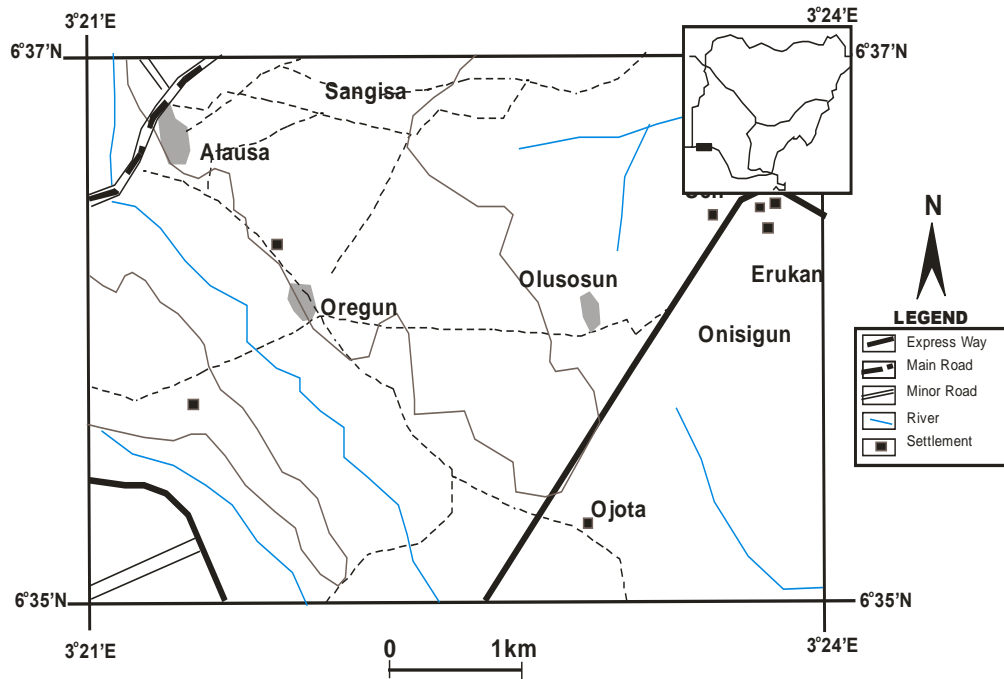 3°21'E
3°24'E
6°37'N
6°37'N
Sangisa
Alausa
N
Olusosun
Erukan
Oregun
Onisigun
LEGEND
Express Way
Main Road
Minor Road
River
Settlement
Ojota
6°35'N
6°35'N
3°21'E
3°24'E
0 1km